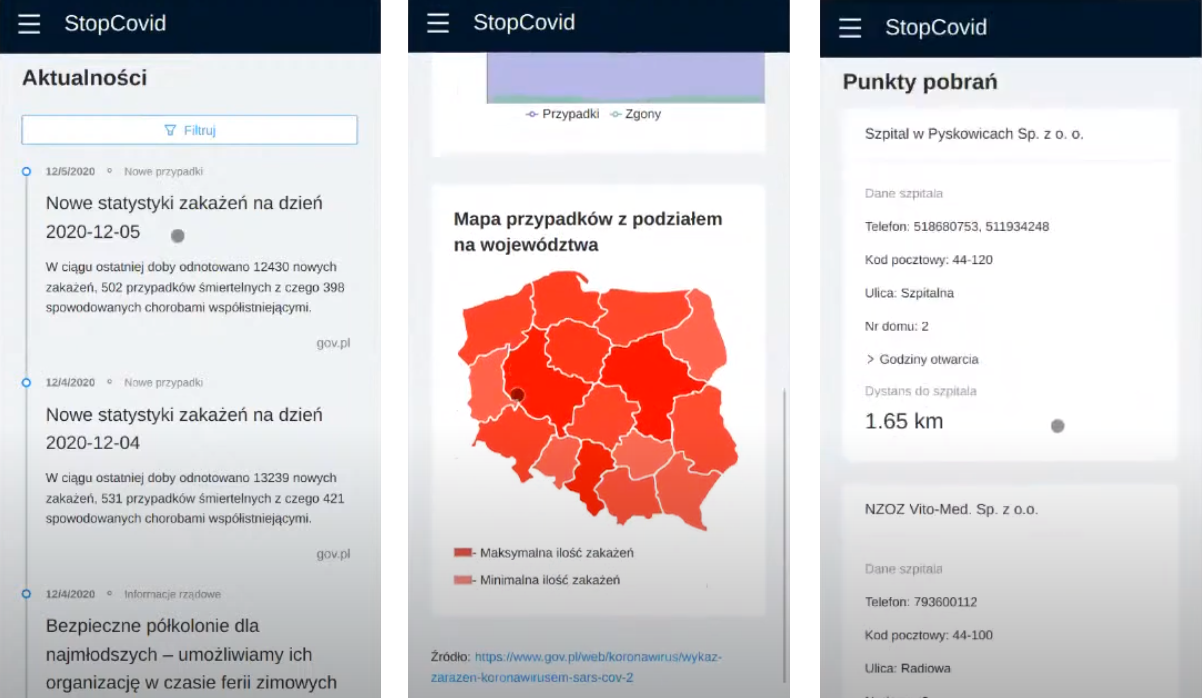 StopCovid
Aktualności
Filtruj
12/5/2020 Nowe przypadki
Nowe statystyki zakażeń na dzień
2020-12-05
W ciągu ostatniej doby odnotowano 12430 nowych
zakażeń, 502 przypadków śmiertelnych z czego 398
spowodowanych chorobami współistniejącymi.
gov.pl
12/4/2020 Nowe przypadki
Nowe statystyki zakażeń na dzień
2020-12-04
W ciągu ostatniej doby odnotowano 13239 nowych
zakażeń, 531 przypadków śmiertelnych z czego 421
spowodowanych chorobami współistniejącymi.
gov.pl
12/4/2020 Informacje rządowe
Bezpieczne półkolonie dla
najmłodszych – umożliwiamy ich
organizację w czasie ferii zimowych
StopCovid
Przypadki Zgony
Mapa przypadków z podziałem
na województwa
- Maksymalna ilość zakażeń
- Minimalna ilość zakażeń
Źródło: https://www.gov.pl/web/koronawirus/wykaz-
zarazen-koronawirusem-sars-cov-2
StopCovid
Punkty pobrań
Szpital w Pyskowicach Sp. z o. o.
Dane szpitala
Telefon: 518680753, 511934248
Kod pocztowy: 44-120
Ulica: Szpitalna
Nr domu: 2
> Godziny otwarcia
Dystans do szpitala
1.65 km
NZOZ Vito-Med. Sp. z o.o.
Dane szpitala
Telefon: 793600112
Kod pocztowy: 44-100
Ulica: Radiowa